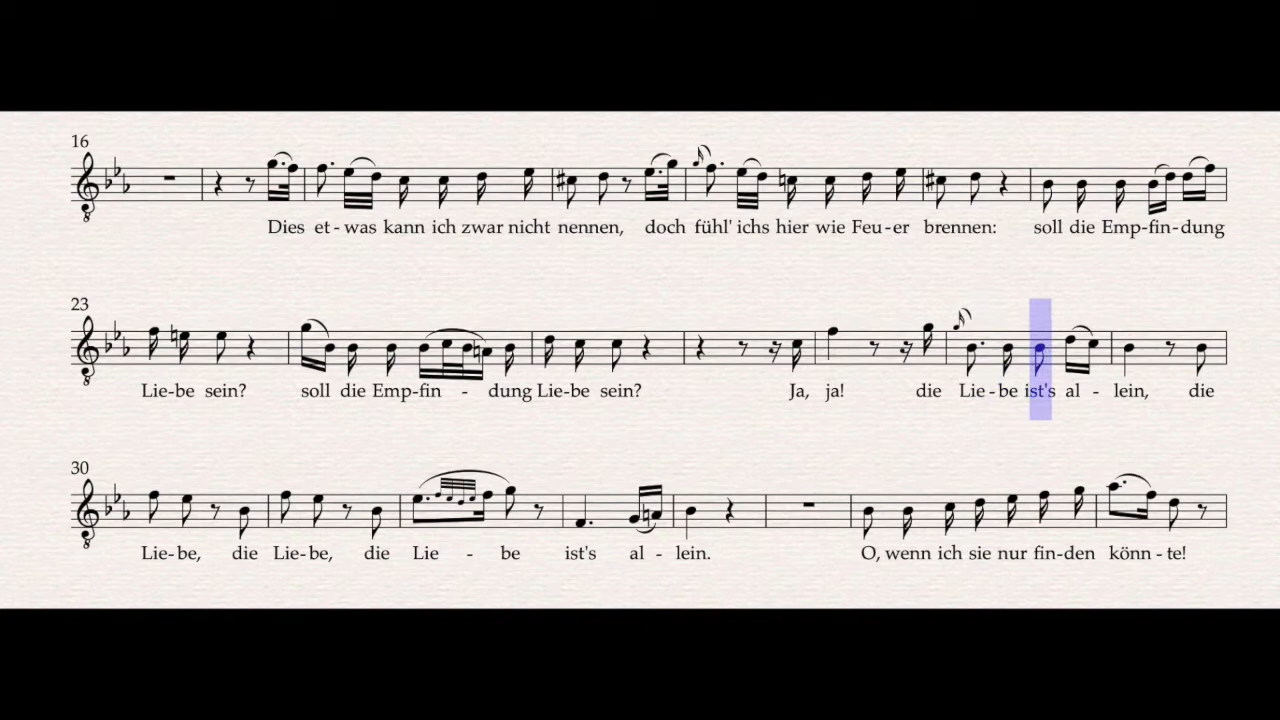 16
Dies et - was kann ich zwar nicht nennen, doch fühl' ichs hier wie Feu - er brennen: soll die Emp - fin - dung
23
Lie - be sein? soll die Emp - fin - dung Lie - be sein? Ja, ja! die Lie - be ist's al - lein, die
30
Lie - be, die Lie - be, die Lie - be ist's al - lein. O, wenn ich sie nur fin - den könn - te!